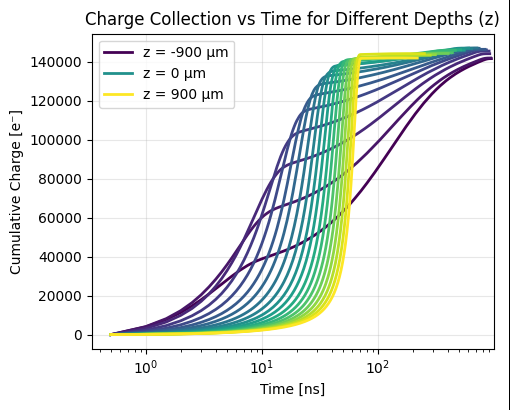 Charge Collection vs Time for Different Depths (z)
z = -900 μm
z = 0 μm
z = 900 μm
Cumulative Charge [e⁻]
140000
120000
100000
80000
60000
40000
20000
0
10⁰ 10¹ 10²
Time [ns]